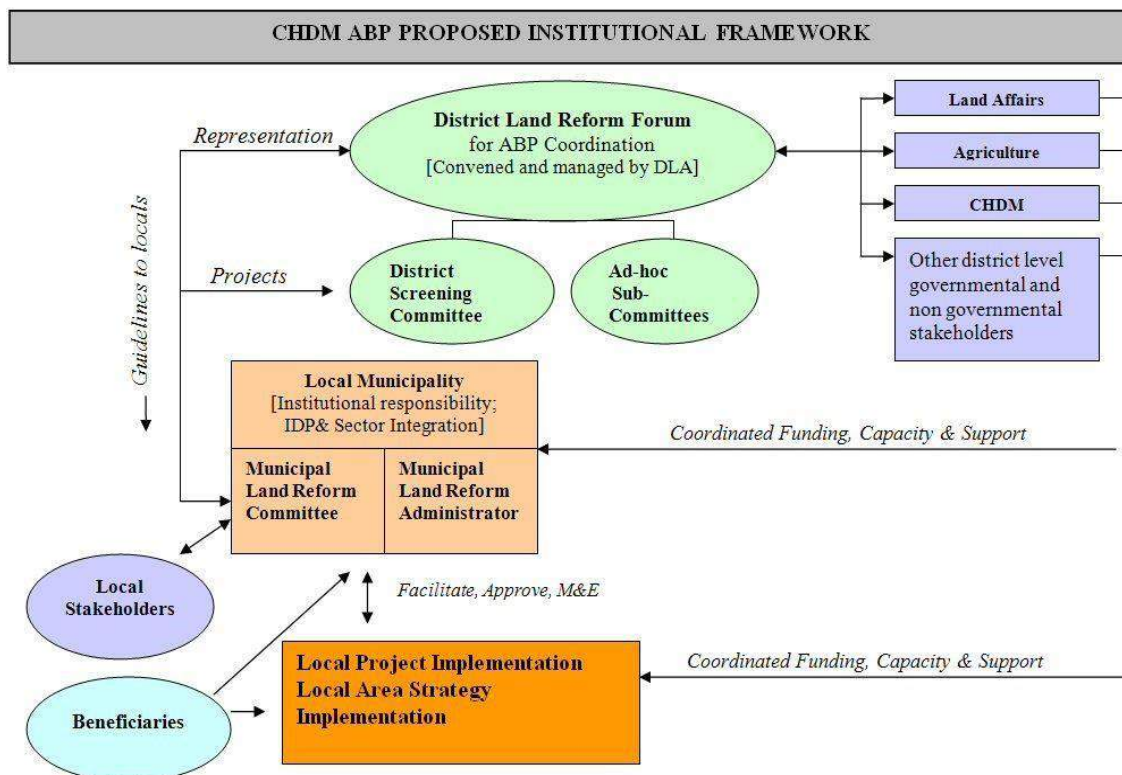 CHDM ABP PROPOSED INSTITUTIONAL FRAMEWORK
Representation
District Land Reform Forum
for ABP Coordination
[Convened and managed by DLA]
Land Affairs
Agriculture
CHDM
Other district level
governmental and
non governmental
stakeholders
Guidelines to locals
Projects
District
Screening
Committee
Ad-hoc
Sub-
Committees
Local Municipality
[Institutional responsibility;
IDP& Sector Integration]
Coordinated Funding, Capacity & Support
Municipal
Land Reform
Committee
Municipal
Land Reform
Administrator
Local
Stakeholders
Facilitate, Approve, M&E
Local Project Implementation
Local Area Strategy
Implementation
Coordinated Funding, Capacity & Support
Beneficiaries